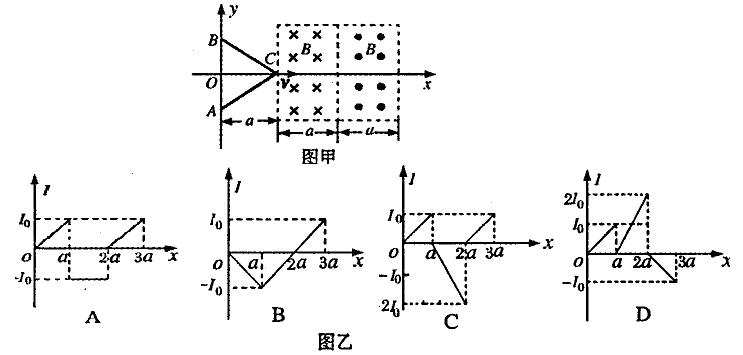 y
B
C
× ×
B
× ×
× ×
× ×
B
O
v
x
A
a
a
a
图甲
I
I₀
O
a
2a
3a
x
-I₀
A
I
I₀
O
a
2a
3a
x
-I₀
B
I
I₀
O
a
2a
3a
x
-I₀
2I₀
C
I
2I₀
I₀
O
a
2a
3a
x
-I₀
D
图乙